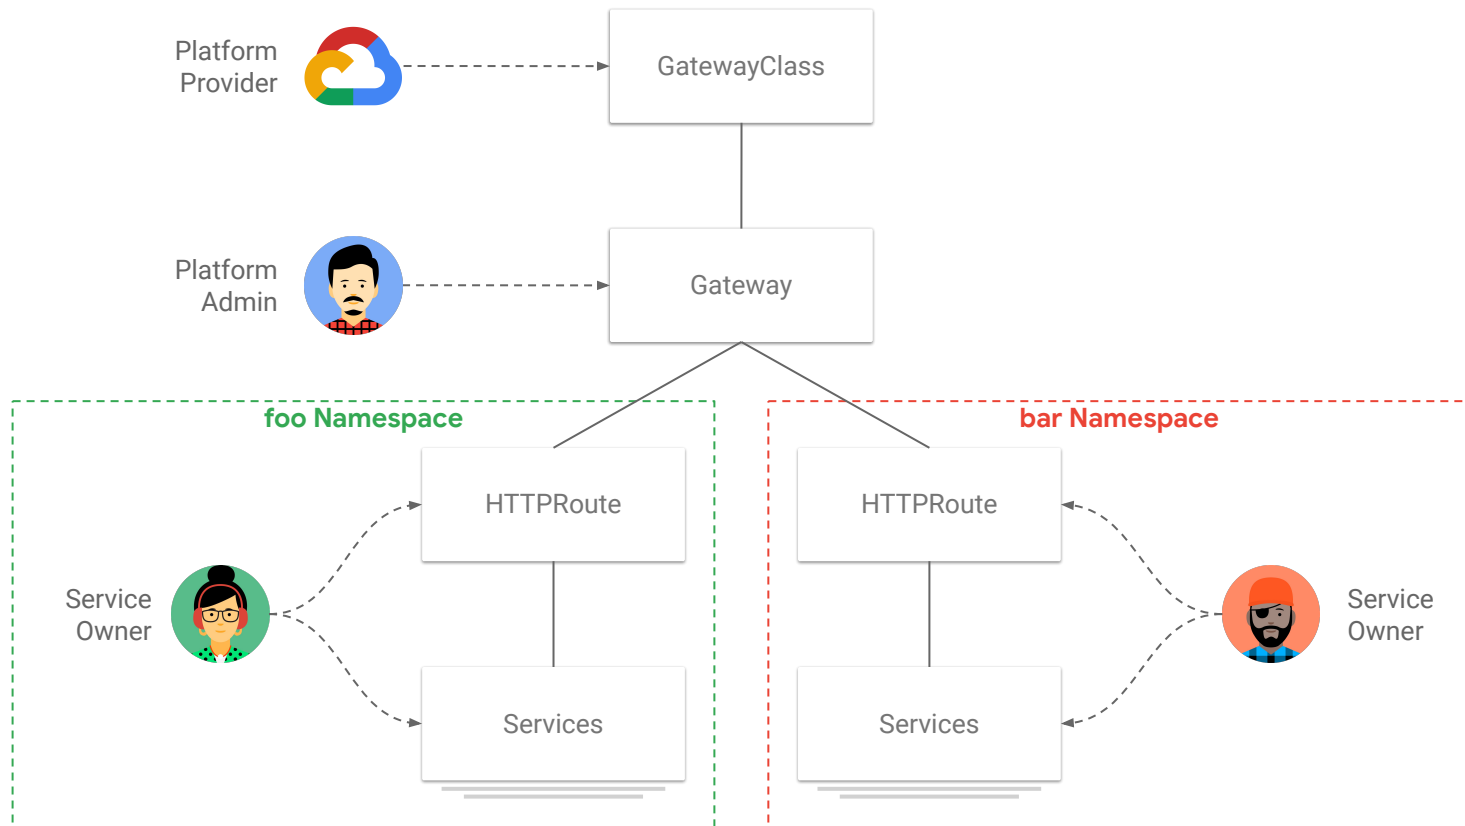 Platform
Provider
GatewayClass
Platform
Admin
Gateway
foo Namespace
bar Namespace
HTTPRoute
HTTPRoute
Service
Owner
Service
Owner
Services
Services